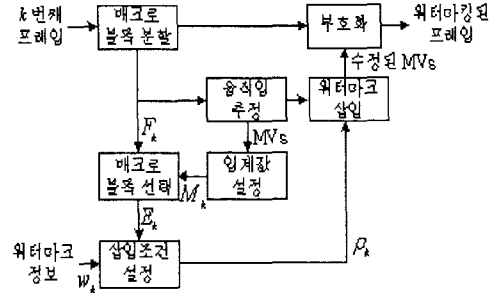 k 번째
프레임
매크로
블록 분할
부호화
워터마킹된
프레임
수정된 MVs
움직임
추정
워터마크
삽입
F_k
MVs
매크로
블록 선택
M_k
임계값
설정
E_k
워터마크
정보
w_k
삽입조건
설정
ρ_k